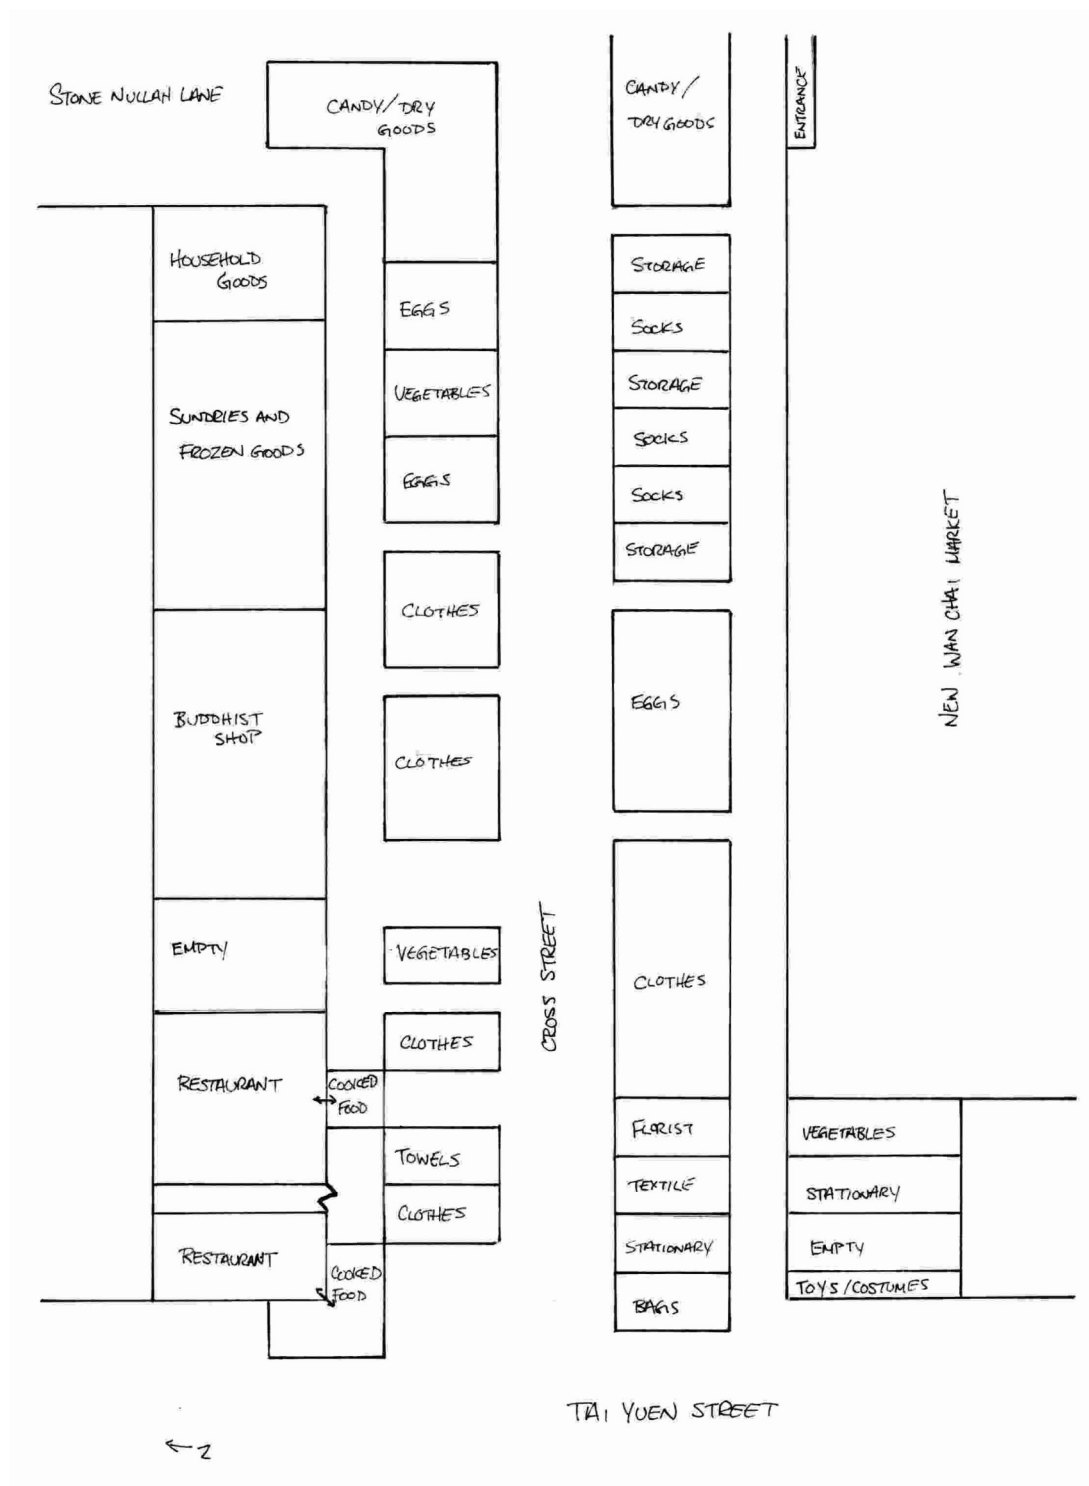 STONE NULLAH LANE
CANDY/DRY
GOODS
CANDY/
DRY GOODS
ENTRANCE
HOUSEHOLD
GOODS
SUNDRIES AND
FROZEN GOODS
BUDDHIST
SHOP
EMPTY
RESTAURANT
RESTAURANT
COOKED
FOOD
COOKED
FOOD
EGGS
VEGETABLES
EGGS
CLOTHES
CLOTHES
VEGETABLES
CLOTHES
TOWELS
CLOTHES
CROSS STREET
STORAGE
SOCKS
STORAGE
SOCKS
SOCKS
STORAGE
EGGS
CLOTHES
FLORIST
TEXTILE
STATIONARY
BAGS
NEW WAN CHAI MARKET
VEGETABLES
STATIONARY
EMPTY
TOYS/COSTUMES
TAI YUEN STREET
N